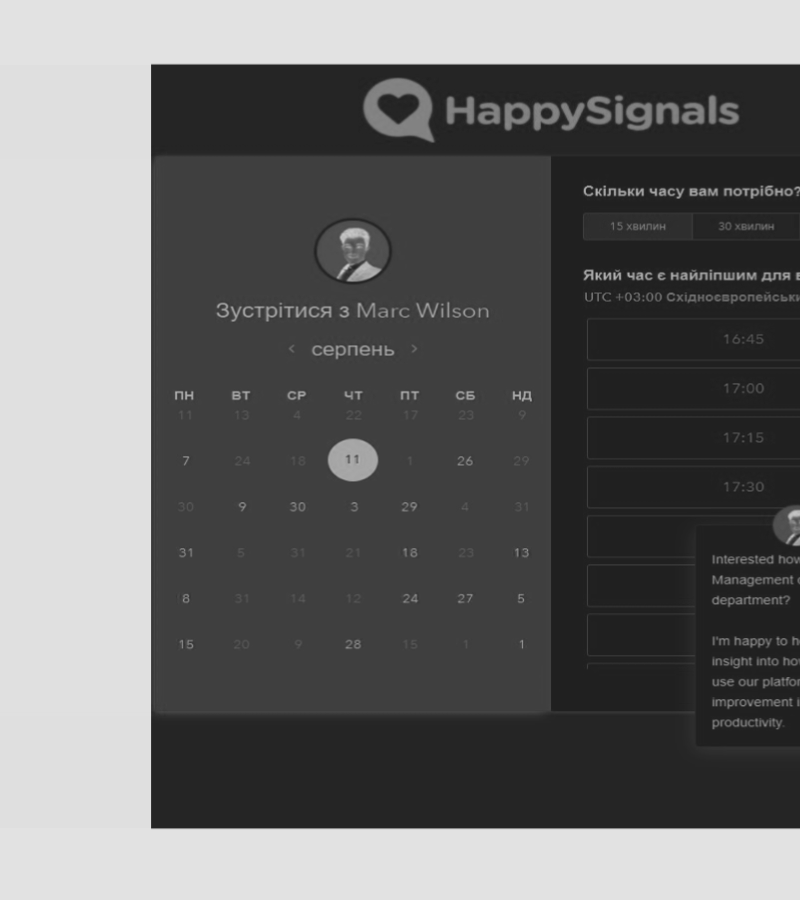 HappySignals
Зустрітися з Marc Wilson
серпень
ПН ВТ СР ЧТ ПТ СБ НД
11 13 4 22 17 23 9
7 24 18 11 1 26 29
30 9 30 3 29 4 31
31 5 31 21 18 23 13
8 31 14 12 24 27 5
15 20 9 28 15 1 1
Скільки часу вам потрібно?
15 хвилин 30 хвилин
Який час є найліпшим для
UTC +03:00
16:45
17:00
17:15
17:30
Interested how
Management
department?
I'm happy to
insight into how
use our
improvement
productivity.